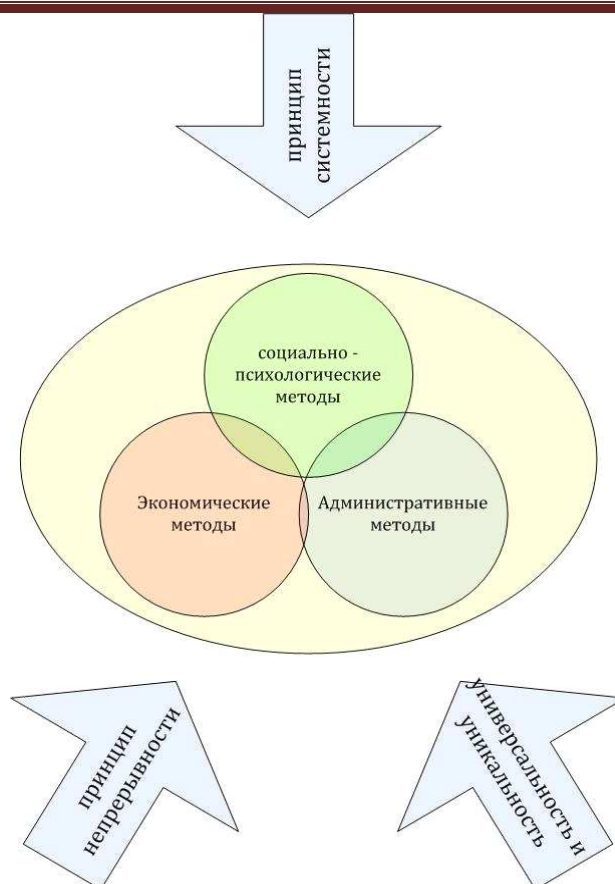 принцип
системности
социально -
психологические
методы
Экономические
методы
Административные
методы
принцип
непрерывности
универсальность и
уникальность